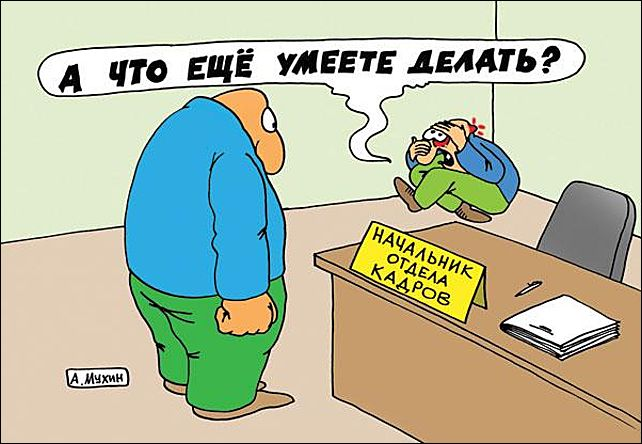 А ЧТО ЕЩЁ УМЕЕТЕ ДЕЛАТЬ?
НАЧАЛЬНИК
ОТДЕЛА
КАДРОВ
А. МУХИН